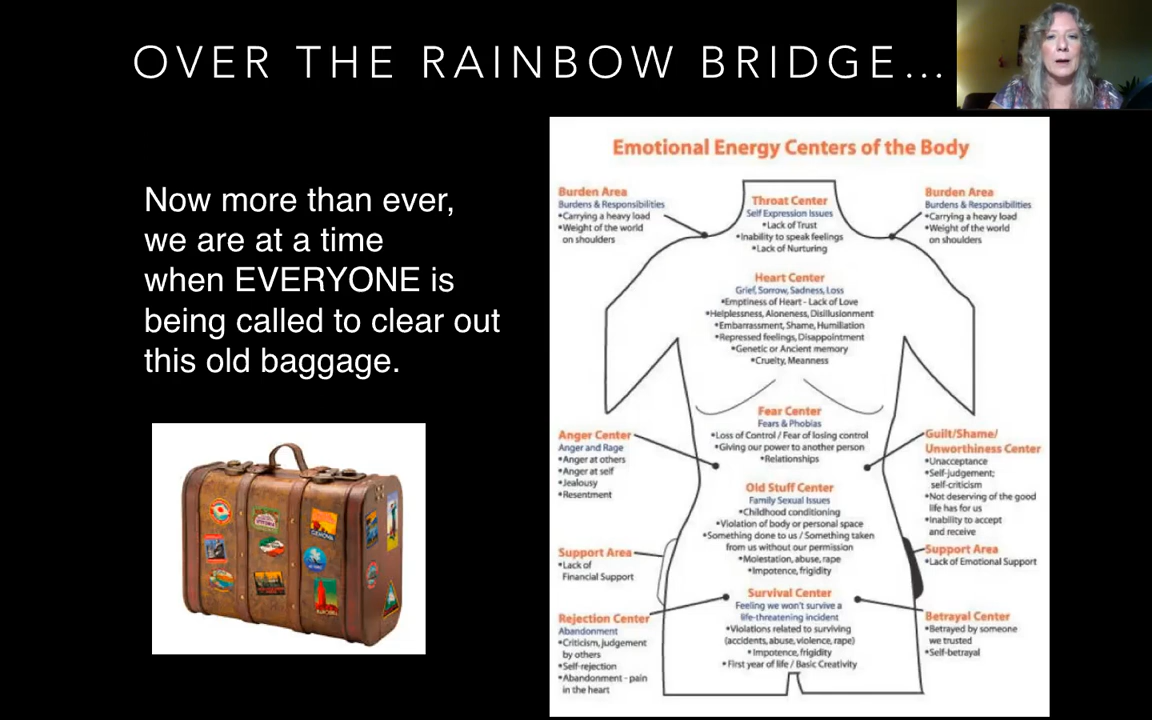 OVER THE RAINBOW BRIDGE...
Now more than ever,
we are at a time
when EVERYONE is
being called to clear out
this old baggage.
Emotional Energy Centers of the Body
Burden Area
Burdens & Responsibilities
•Carrying a heavy load
•Weight of the world
on shoulders
Throat Center
Self Expression Issues
•Lack of Trust
•Inability to speak feelings
•Lack of Nurturing
Burden Area
Burdens & Responsibilities
•Carrying a heavy load
•Weight of the world
on shoulders
Heart Center
Grief, Sorrow, Sadness, Loss
•Emptiness of Heart - Lack of Love
•Helplessness, Aloneness, Disillusionment
•Embarrassment, Shame, Humiliation
•Repressed feelings, Disappointment
•Genetic or Ancient memory
•Cruelty, Meanness
Fear Center
Fears & Phobias
•Loss of Control / Fear of losing control
•Giving our power to another person
•Relationships
Anger Center
Anger and Rage
•Anger at others
•Anger at self
•Jealousy
•Resentment
Guilt/Shame/
Unworthiness Center
•Unacceptance
•Self-judgement;
self-criticism
•Not deserving of the good
life has for us
•Inability to accept
and receive
Old Stuff Center
Family Sexual Issues
•Childhood conditioning
•Violation of body or personal space
•Something done to us / Something taken
from us without our permission
•Molestation, abuse, rape
•Impotence, frigidity
Support Area
•Lack of
Financial Support
Support Area
•Lack of Emotional Support
Survival Center
Feeling we won't survive a
life-threatening incident
•Violations related to surviving
(accidents, abuse, violence, rape)
•Impotence, frigidity
•First year of life / Basic Creativity
Rejection Center
Abandonment
•Criticism, judgement
by others
•Self-rejection
•Abandonment - pain
in the heart
Betrayal Center
•Betrayed by someone
we trusted
•Self-betrayal